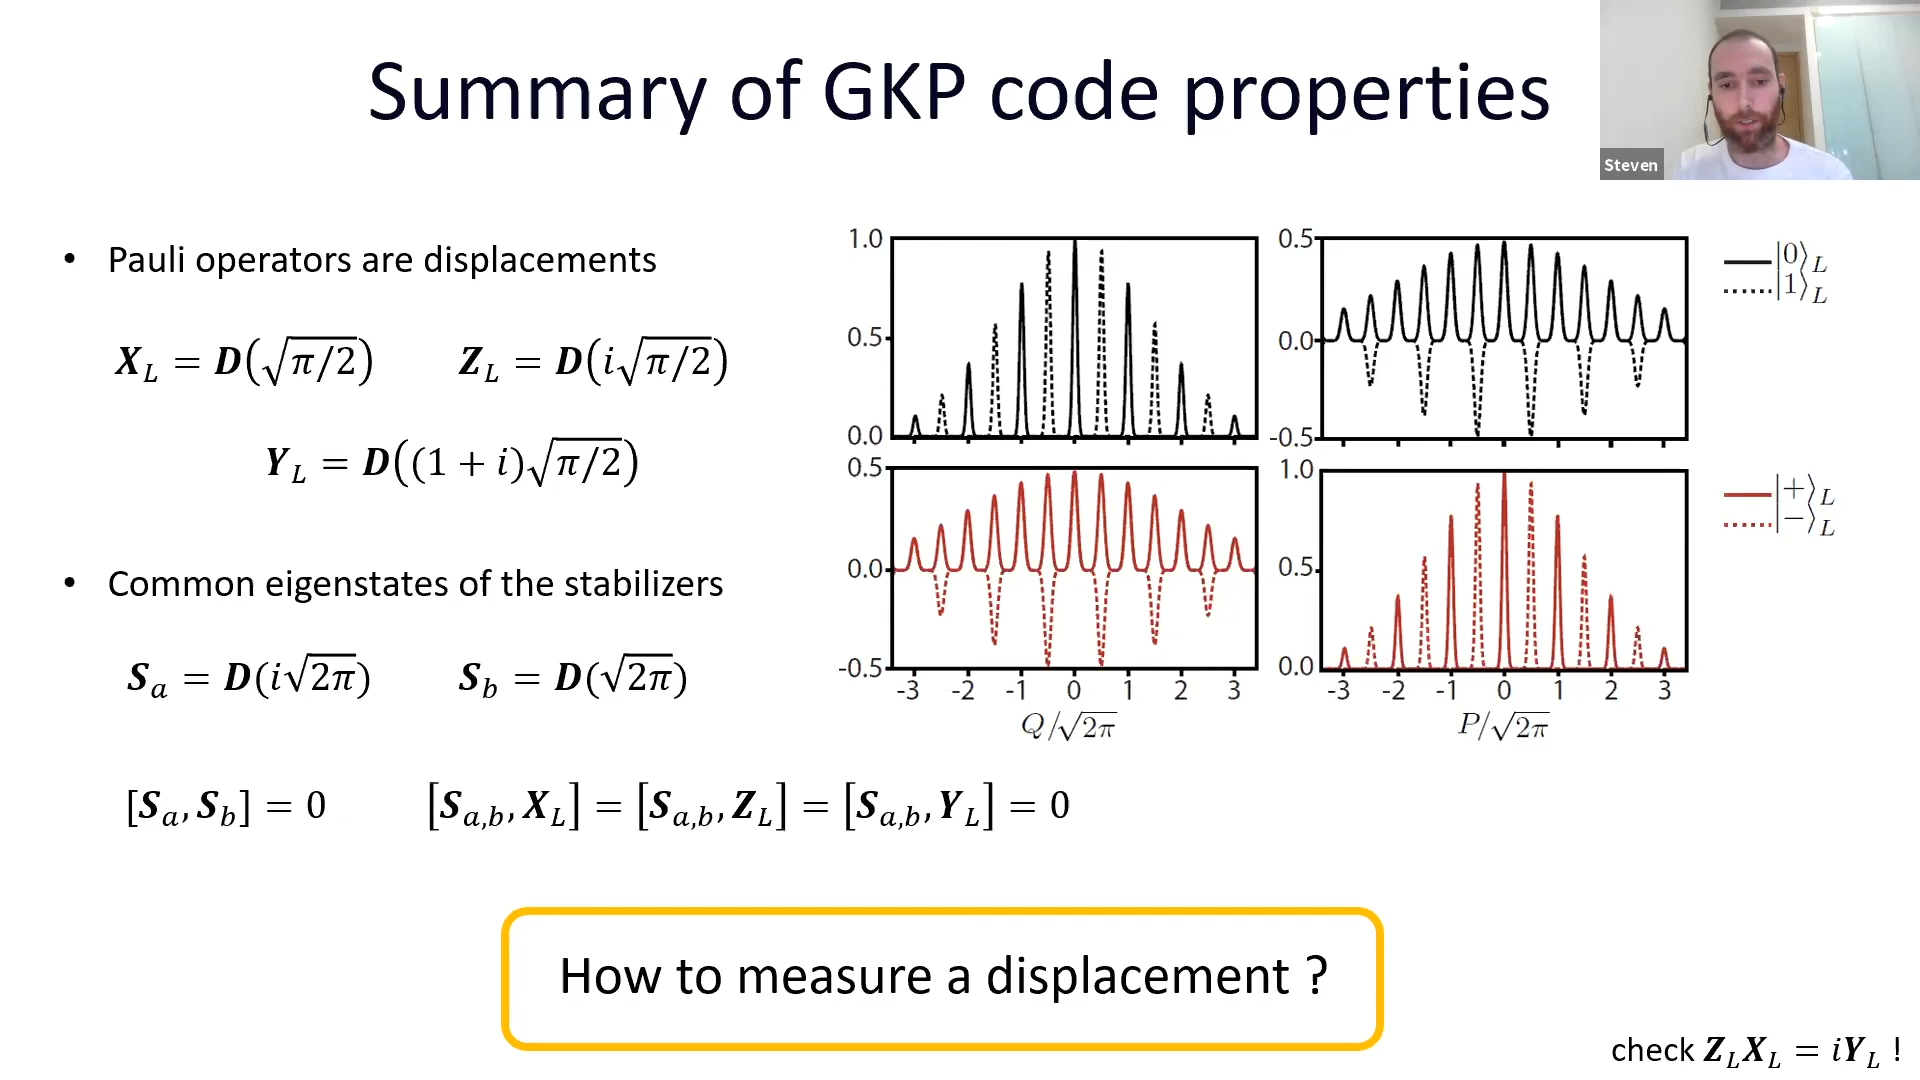 Summary of GKP code properties
Steven
• Pauli operators are displacements
X_L = D(√π/2) Z_L = D(i√π/2)
Y_L = D((1 + i)√π/2)
• Common eigenstates of the stabilizers
S_a = D(i√2π) S_b = D(√2π)
[S_a, S_b] = 0 [S_{a,b}, X_L] = [S_{a,b}, Z_L] = [S_{a,b}, Y_L] = 0
1.0
0.5
0.0
0.5
0.0
-0.5
|0⟩_L
|1⟩_L
0.5
0.0
-0.5
-3 -2 -1 0 1 2 3
Q/√2π
1.0
0.5
0.0
-3 -2 -1 0 1 2 3
P/√2π
|+⟩_L
|−⟩_L
How to measure a displacement ?
check Z_L X_L = iY_L !